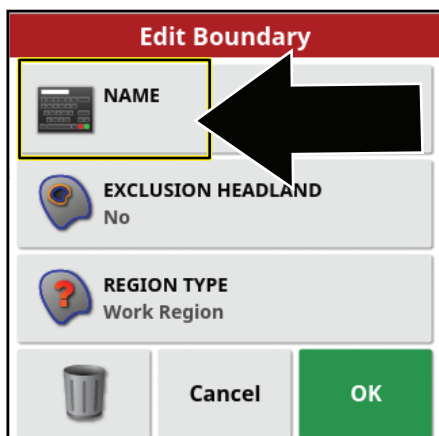 Edit Boundary
NAME
EXCLUSION HEADLAND
No
REGION TYPE
Work Region
Cancel
OK